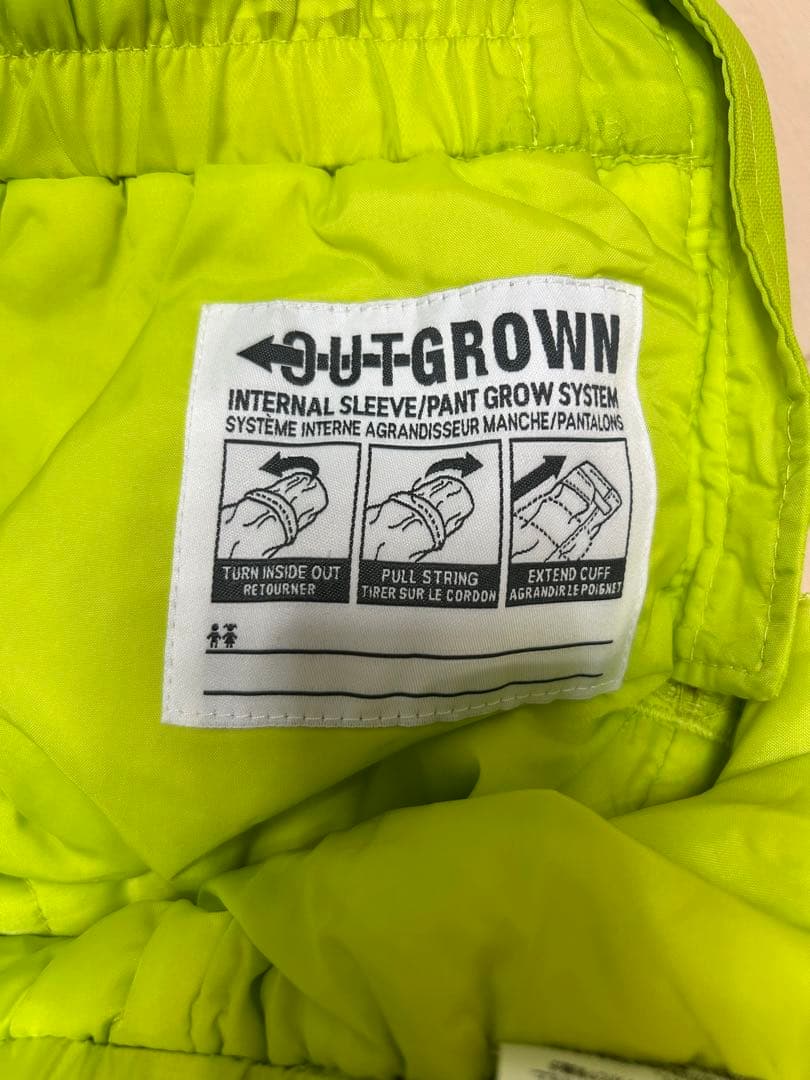 OUTGROWN
INTERNAL SLEEVE/PANT GROW SYSTEM
SYSTÈME INTERNE AGRANDISSEUR MANCHE/PANTALONS
TURN INSIDE OUT
RETOURNER
PULL STRING
TIRER SUR LE CORDON
EXTEND CUFF
AGRANDIR LE POIGNET